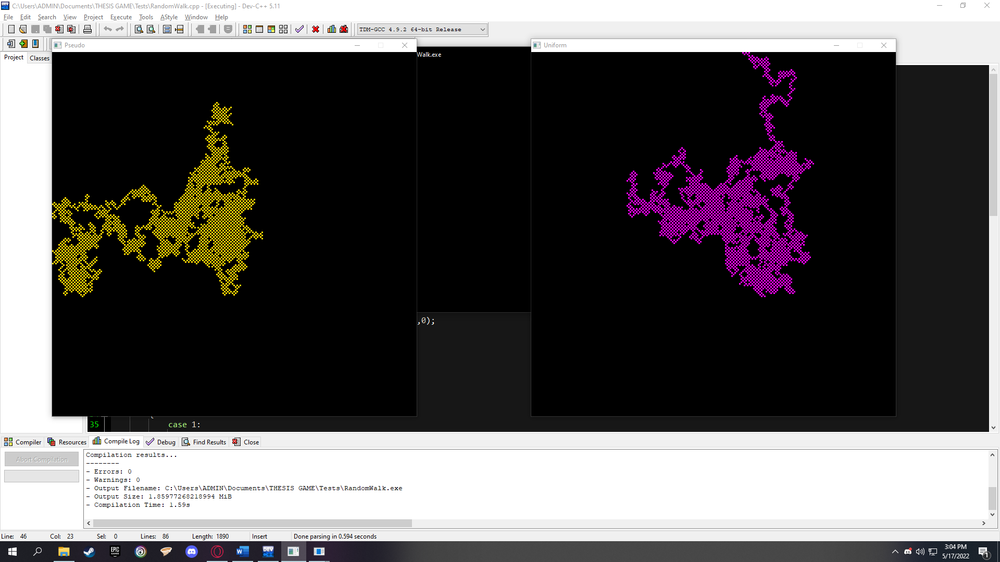 C:\Users\ADMIN\Documents\THESIS GAME\Tests\RandomWalk.cpp - [Executing] - Dev-C++ 5.11
File Edit Search View Project Execute Tools AStyle Window Help
TDM-GCC 4.9.2 64-bit Release
Pseudo
Uniform
Project Classes
Walk.exe
,0);
35 case 1:
Compiler Resources Compile Log Debug Find Results Close
Abort Compilation
Compilation results...
--------
- Errors: 0
- Warnings: 0
- Output Filename: C:\Users\ADMIN\Documents\THESIS GAME\Tests\RandomWalk.exe
- Output Size: 1.85977268218994 MiB
- Compilation Time: 1.59s
Line: 46 Col: 23 Sel: 0 Lines: 86 Length: 1890 Insert Done parsing in 0.594 seconds
EPIC GAMES
W
DEV C++
3:04 PM
5/17/2022
1